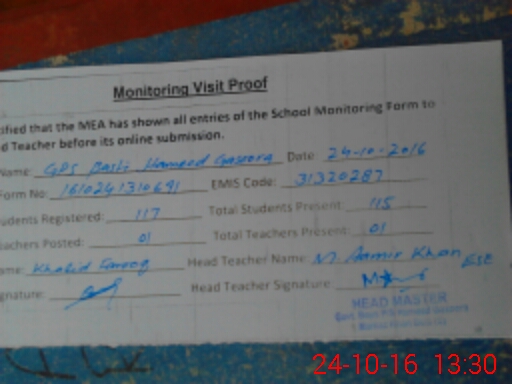 Monitoring Visit Proof
ified that the MEA has shown all entries of the School Monitoring Form to
d Teacher before its online submission.
Name: GPS Basti Hameed Date: 24-10-2016
Form No: 1610241310691 EMIS Code: 31320287
udents Registered: 117 Total Students Present: 115
eachers Posted: 01 Total Teachers Present: 01
ame: Khalid Farooq Head Teacher Name: M. Aamir Khan ESE
gnature: Head Teacher Signature:
HEAD MASTER
24-10-16 13:30